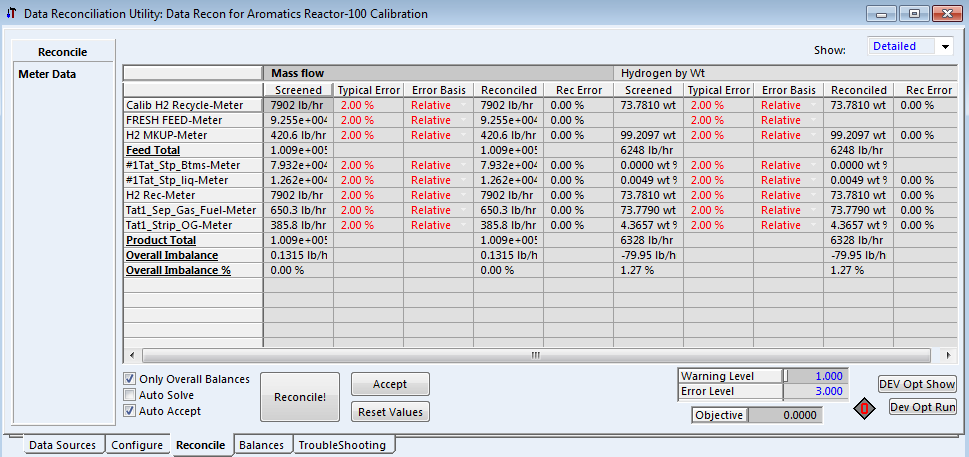 Data Reconciliation Utility: Data Recon for Aromatics Reactor-100 Calibration
Reconcile
Meter Data
Show: Detailed
Mass flow Hydrogen by Wt
Screened Typical Error Error Basis Reconciled Rec Error Screened Typical Error Error Basis Reconciled Rec Error
Calib H2 Recycle-Meter 7902 lb/hr 2.00 % Relative 7902 lb/hr 0.00 % 73.7810 wt 2.00 % Relative 73.7810 wt 0.00 %
FRESH FEED-Meter 9.255e+004 2.00 % Relative 9.255e+004 0.00 % 2.00 % Relative
H2 MKUP-Meter 420.6 lb/hr 2.00 % Relative 420.6 lb/hr 0.00 % 99.2097 wt 2.00 % Relative 99.2097 wt 0.00 %
Feed Total 1.009e+005 1.009e+005 6248 lb/hr 6248 lb/hr
#1Tat_Stp_Btms-Meter 7.932e+004 2.00 % Relative 7.932e+004 0.00 % 0.0000 wt % 2.00 % Relative 0.0000 wt %
#1Tat_Stp_liq-Meter 1.262e+004 2.00 % Relative 1.262e+004 0.00 % 0.0049 wt % 2.00 % Relative 0.0049 wt % 0.00 %
H2 Rec-Meter 7902 lb/hr 2.00 % Relative 7902 lb/hr 0.00 % 73.7810 wt 2.00 % Relative 73.7810 wt 0.00 %
Tat1_Sep_Gas_Fuel-Meter 650.3 lb/hr 2.00 % Relative 650.3 lb/hr 0.00 % 73.7790 wt 2.00 % Relative 73.7790 wt 0.00 %
Tat1_Strip_OG-Meter 385.8 lb/hr 2.00 % Relative 385.8 lb/hr 0.00 % 4.3657 wt % 2.00 % Relative 4.3657 wt % 0.00 %
Product Total 1.009e+005 1.009e+005 6328 lb/hr 6328 lb/hr
Overall Imbalance 0.1315 lb/hr 0.1315 lb/hr -79.95 lb/hr -79.95 lb/hr
Overall Imbalance % 0.00 % 0.00 % 1.27 % 1.27 %
Only Overall Balances
Auto Solve
Auto Accept
Reconcile!
Accept
Reset Values
Warning Level 1.000
Error Level 3.000
Objective 0.0000
DEV Opt Show
Dev Opt Run
Data Sources Configure Reconcile Balances TroubleShooting